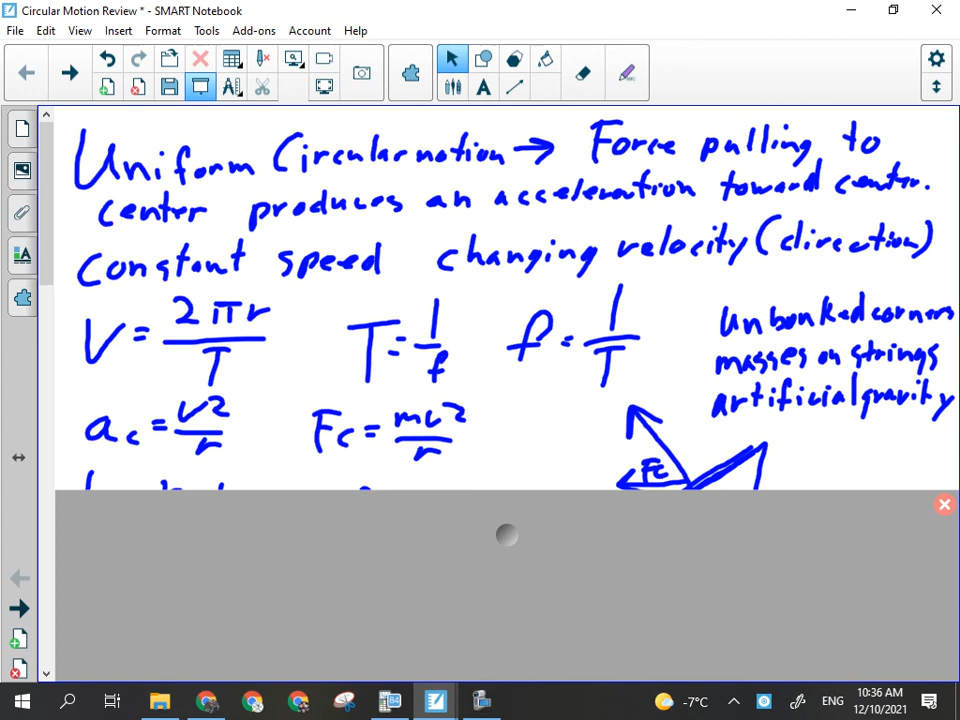 Circular Motion Review * - SMART Notebook
File Edit View Insert Format Tools Add-ons Account Help
Uniform Circular motion → Force pulling to
center produces an acceleration toward center.
constant speed changing velocity (direction)
V = 2πr / T
T = 1 / f
f = 1 / T
Unbanked corners
masses on strings
artificial gravity
ac = v2 / r
Fc = mv2 / r
Fc
-7°C
ENG
10:36 AM
12/10/2021